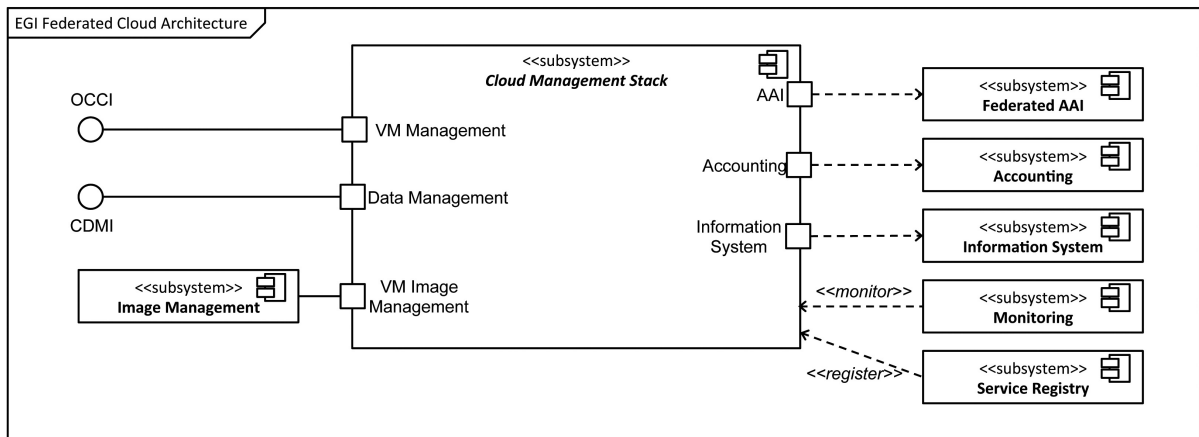 EGI Federated Cloud Architecture
<<subsystem>>
Cloud Management Stack
OCCI
VM Management
CDMI
Data Management
<<subsystem>>
Image Management
VM Image
Management
AAI
Accounting
Information
System
<<subsystem>>
Federated AAI
<<subsystem>>
Accounting
<<subsystem>>
Information System
<<monitor>>
<<subsystem>>
Monitoring
<<register>>
<<subsystem>>
Service Registry